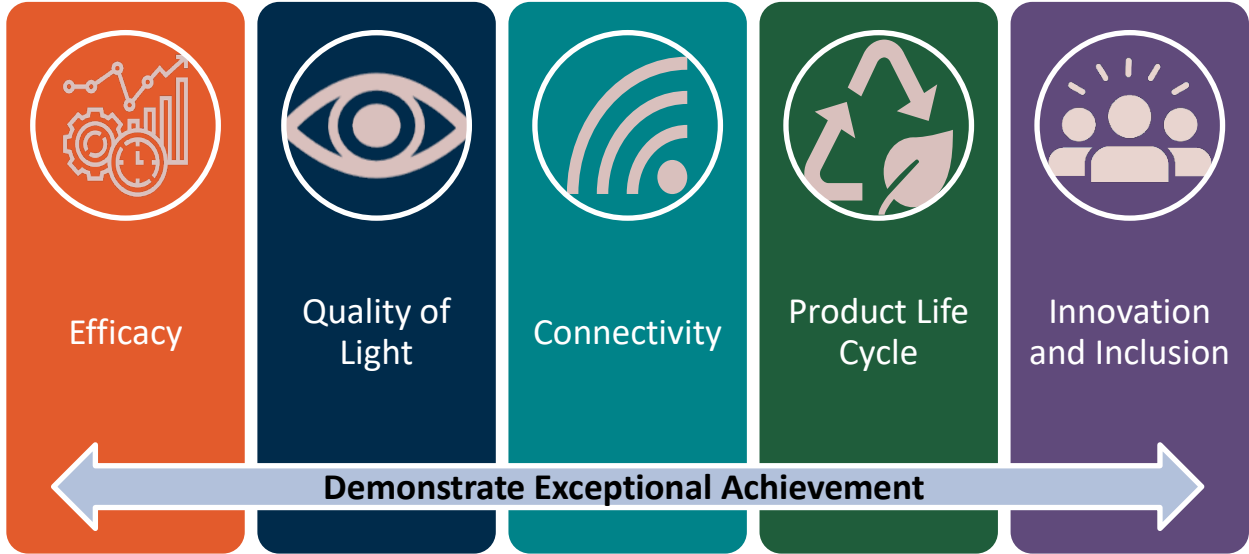 Efficacy
Quality of
Light
Connectivity
Product Life
Cycle
Innovation
and Inclusion
Demonstrate Exceptional Achievement